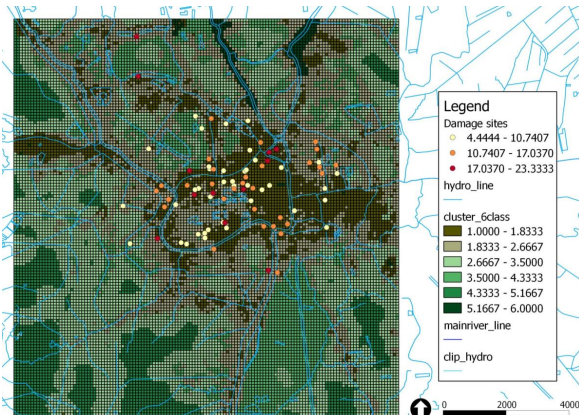 Legend
Damage sites
4.4444 - 10.7407
10.7407 - 17.0370
17.0370 - 23.3333
hydro_line
cluster_6class
1.0000 - 1.8333
1.8333 - 2.6667
2.6667 - 3.5000
3.5000 - 4.3333
4.3333 - 5.1667
5.1667 - 6.0000
mainriver_line
clip_hydro
0 2000 4000